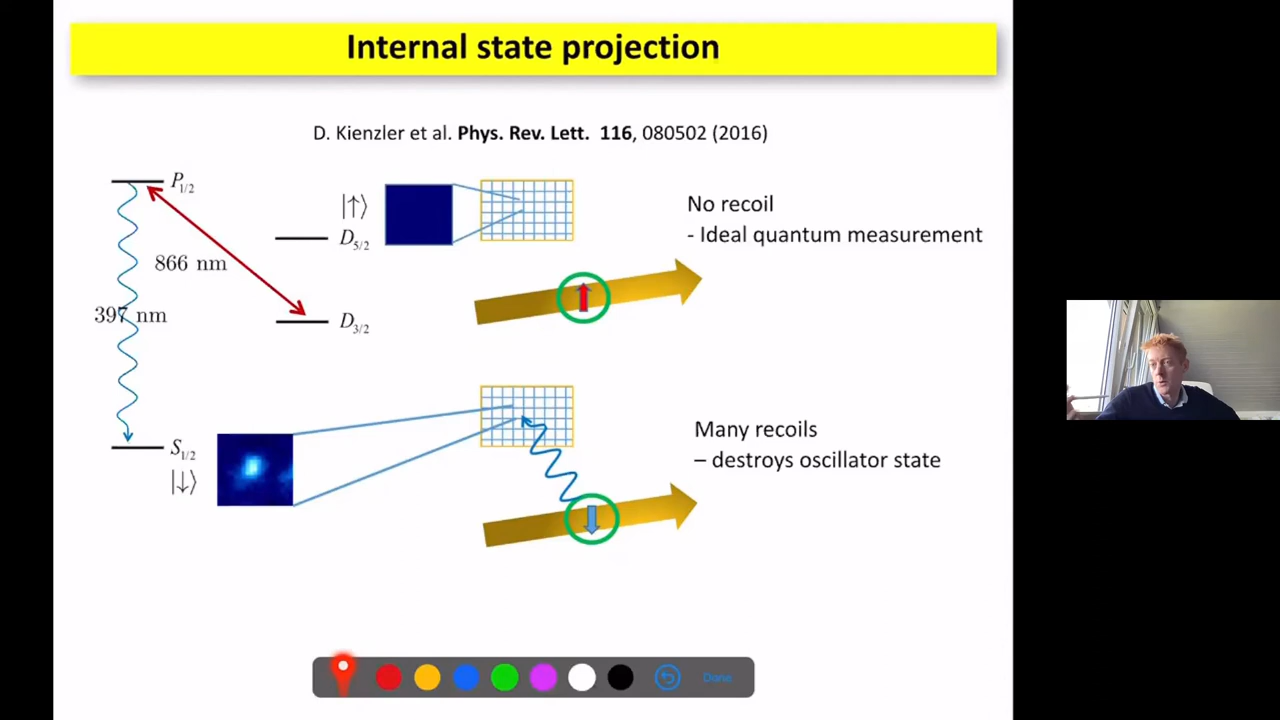 Internal state projection
D. Kienzler et al. Phys. Rev. Lett. 116, 080502 (2016)
P1/2
|↑⟩
D5/2
866 nm
397 nm
D3/2
No recoil
- Ideal quantum measurement
S1/2
|↓⟩
Many recoils
– destroys oscillator state
Done